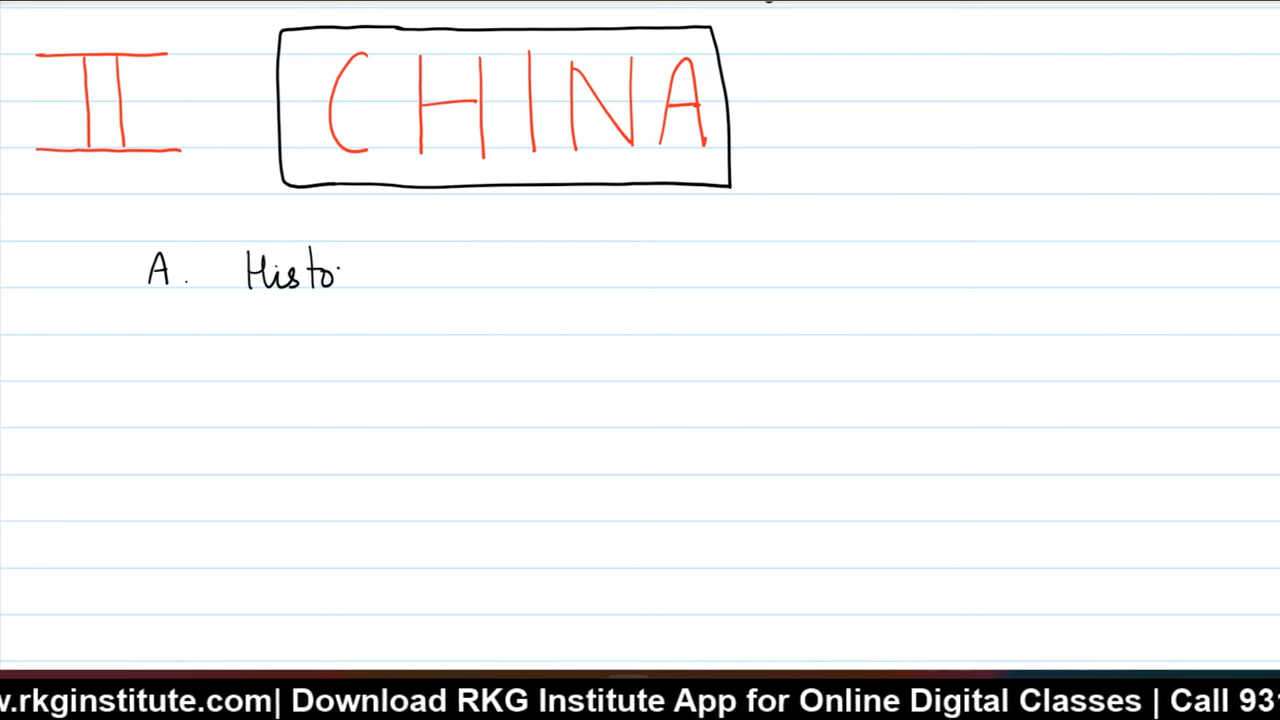 II CHINA
A. Histo
w.rkginstitute.com| Download RKG Institute App for Online Digital Classes | Call 93